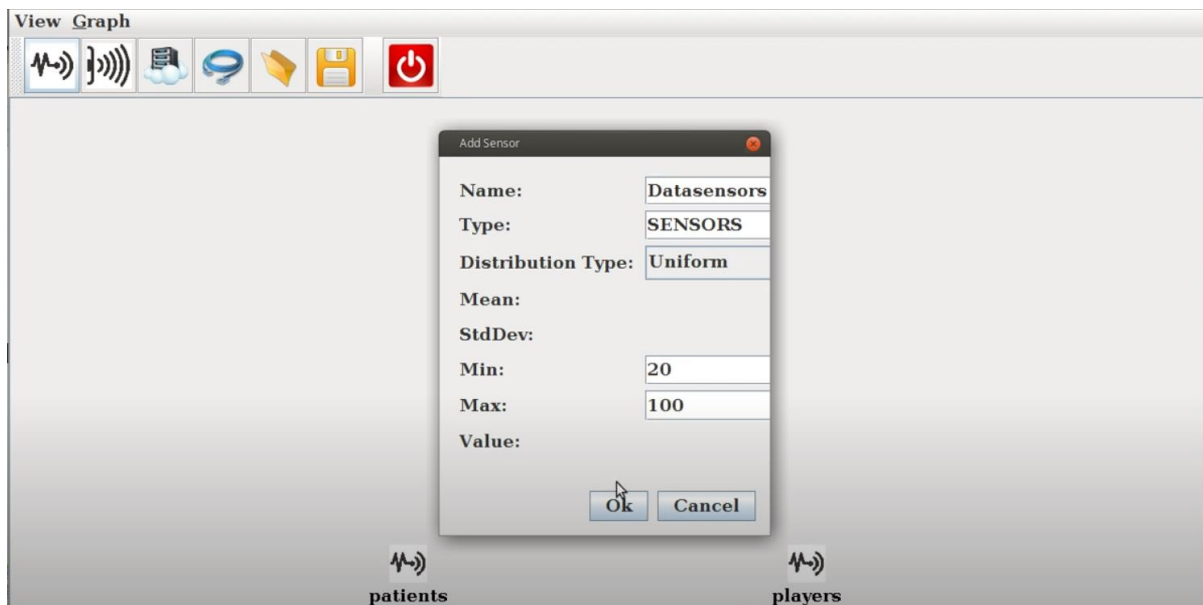 View Graph
Add Sensor
Name: Datasensors
Type: SENSORS
Distribution Type: Uniform
Mean:
StdDev:
Min: 20
Max: 100
Value:
Ok Cancel
patients players